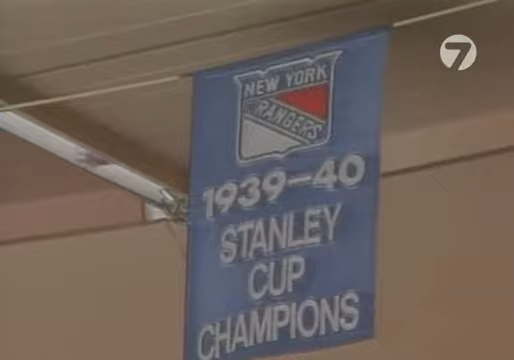 7
NEW YORK
RANGERS
1939-40
STANLEY
CUP
CHAMPIONS